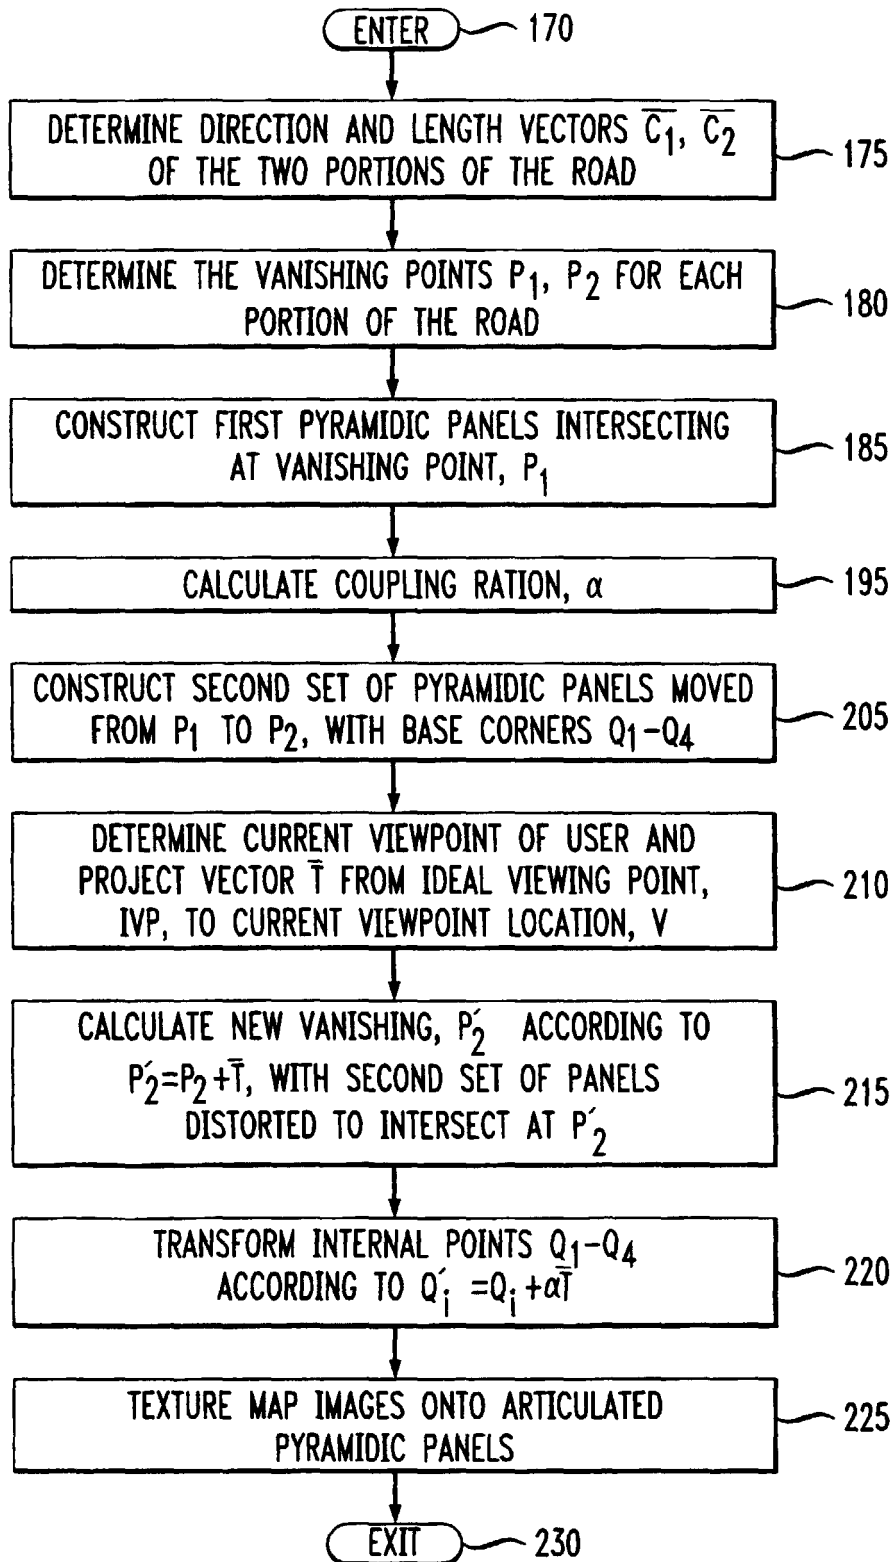 ENTER 170
DETERMINE DIRECTION AND LENGTH VECTORS C̅₁, C̅₂
OF THE TWO PORTIONS OF THE ROAD
175
DETERMINE THE VANISHING POINTS P₁, P₂ FOR EACH
PORTION OF THE ROAD
180
CONSTRUCT FIRST PYRAMIDIC PANELS INTERSECTING
AT VANISHING POINT, P₁
185
CALCULATE COUPLING RATION, α 195
CONSTRUCT SECOND SET OF PYRAMIDIC PANELS MOVED
FROM P₁ TO P₂, WITH BASE CORNERS Q₁-Q₄
205
DETERMINE CURRENT VIEWPOINT OF USER AND
PROJECT VECTOR T̅ FROM IDEAL VIEWING POINT,
IVP, TO CURRENT VIEWPOINT LOCATION, V
210
CALCULATE NEW VANISHING, P₂′ ACCORDING TO
P₂′=P₂+T̅, WITH SECOND SET OF PANELS
DISTORTED TO INTERSECT AT P′₂
215
TRANSFORM INTERNAL POINTS Q₁-Q₄
ACCORDING TO Q′ᵢ =Qᵢ+αT̅
220
TEXTURE MAP IMAGES ONTO ARTICULATED
PYRAMIDIC PANELS
225
EXIT 230